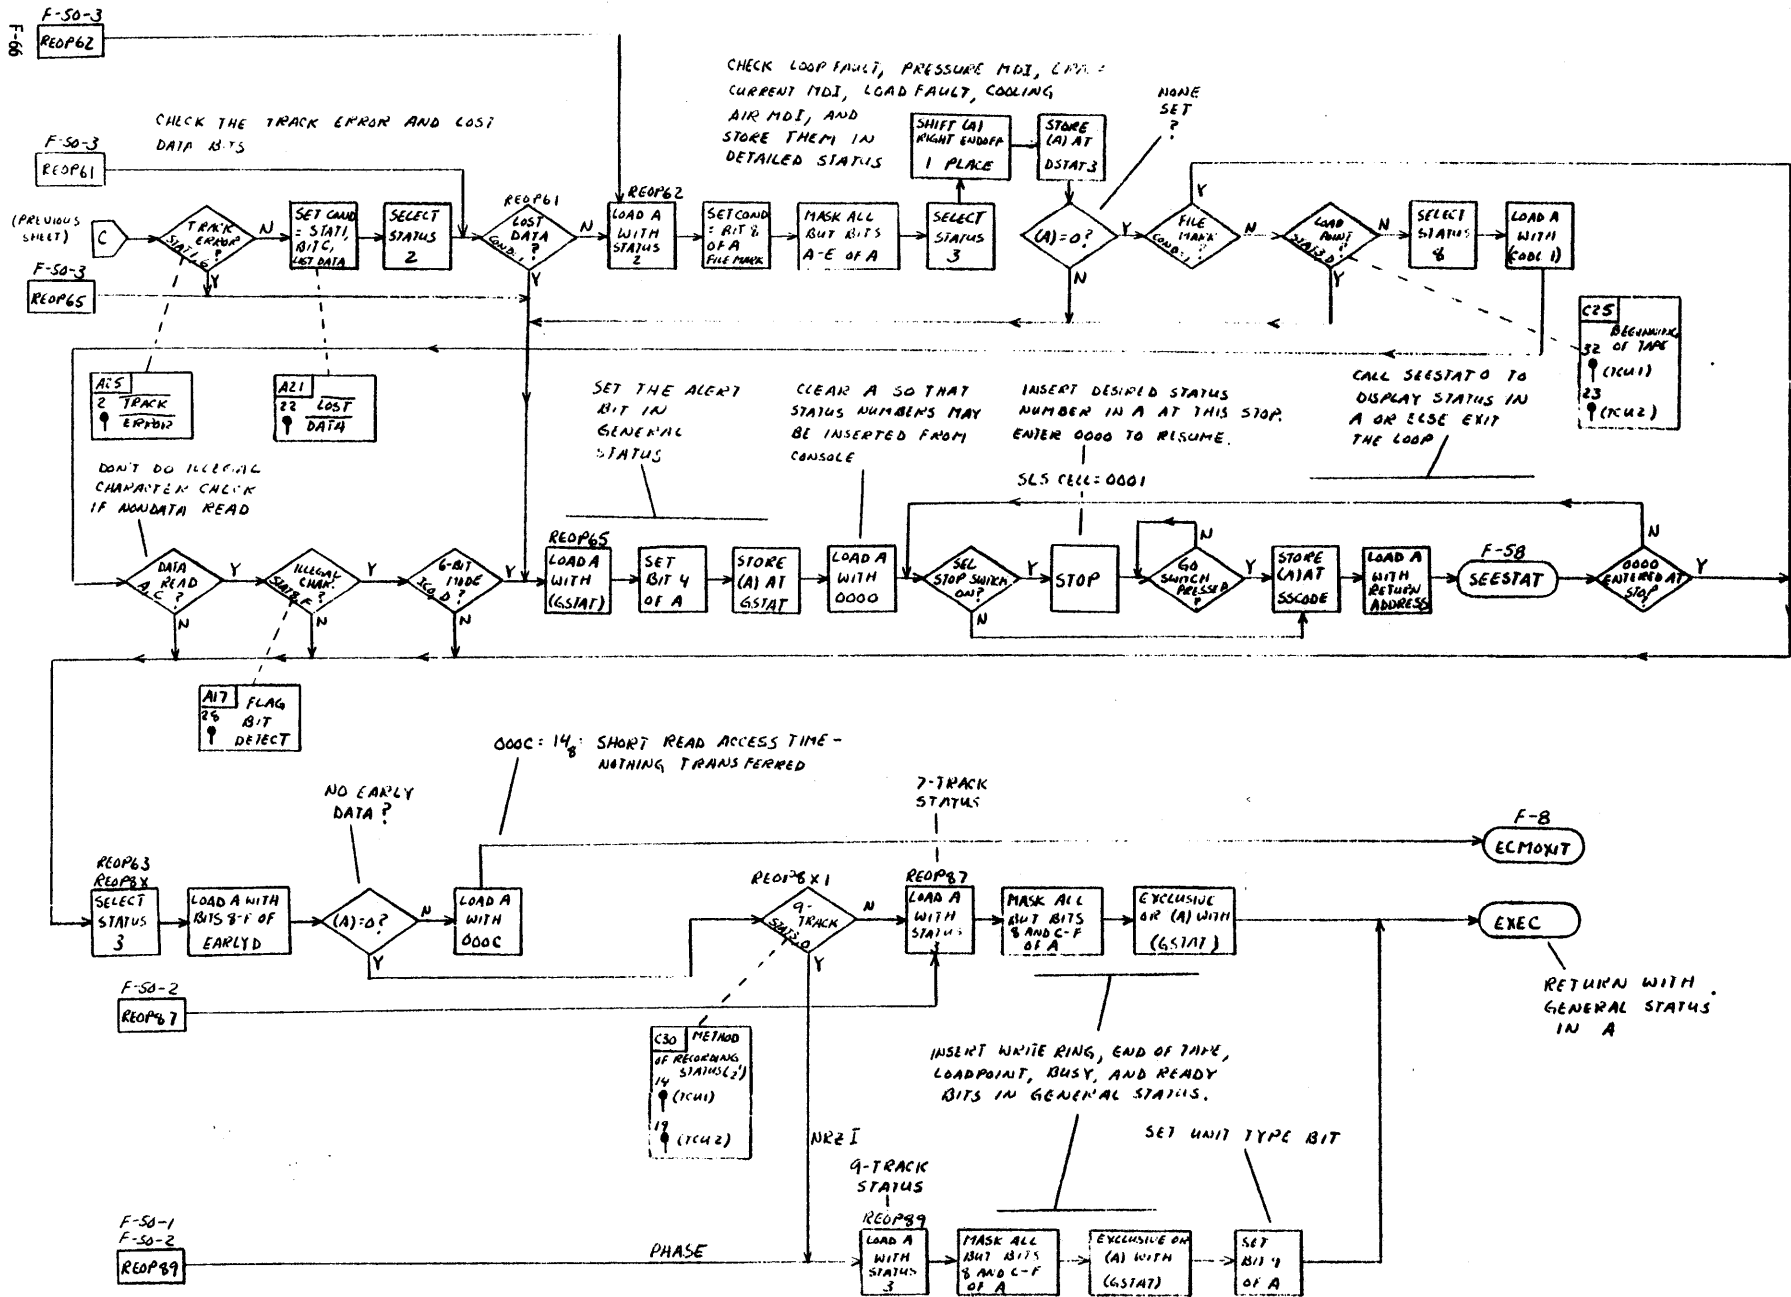 F-66
F-50-3
REOP62
CHECK THE TRACK ERROR AND LOST
DATA BITS
F-50-3
REOP61
(PREVIOUS
SHEET)
C
TRACK
ERROR
?
N
Y
SET COND
= STAT1,
BIT C,
LOST DATA
SELECT
STATUS
2
REOP61
LOST
DATA
COND=1
?
N
Y
F-50-3
REOP65
REOP62
LOAD A
WITH
STATUS
2
SET COND
= BIT 8
OF A
FILE MARK
MASK ALL
BUT BITS
A-E OF A
SELECT
STATUS
3
CHECK LOOP FAULT, PRESSURE MDI,
CURRENT MDI, LOAD FAULT, COOLING
AIR MDI, AND
STORE THEM IN
DETAILED STATUS
SHIFT (A)
RIGHT ENDOFF
1 PLACE
STORE
(A) AT
DSTAT3
NONE
SET
?
(A)=0?
Y
N
FILE
MARK
COND=1
?
Y
N
LOAD
POINT
STAT3,D
?
N
Y
SELECT
STATUS
8
LOAD A
WITH
(CODE 1)
A25
2 TRACK
ERROR
A21
22 LOST
DATA
C25
BEGINNING
OF TAPE
32
(TCU1)
23
(TCU2)
SET THE ALERT
BIT IN
GENERAL
STATUS
CLEAR A SO THAT
STATUS NUMBERS MAY
BE INSERTED FROM
CONSOLE
INSERT DESIRED STATUS
NUMBER IN A AT THIS STOP.
ENTER 0000 TO RESUME.
SLS CELL=0001
CALL SEESTAT0 TO
DISPLAY STATUS IN
A OR ELSE EXIT
THE LOOP
DON'T DO ILLEGAL
CHARACTER CHECK
IF NONDATA READ
DATA
READ
A,C ?
Y
N
ILLEGAL
CHAR.
STAT8,F
?
Y
N
6-BIT
MODE
?
Y
N
REOP65
LOAD A
WITH
(GSTAT)
SET
BIT 4
OF A
STORE
(A) AT
GSTAT
LOAD A
WITH
0000
SEL
STOP SWITCH
ON?
Y
N
STOP
GO
SWITCH
PRESSED
?
N
Y
STORE
(A) AT
SSCODE
LOAD A
WITH
RETURN
ADDRESS
F-58
SEESTAT
0000
ENTERED AT
STOP
?
N
Y
A17
28
FLAG
BIT
DETECT
000C = 14₈: SHORT READ ACCESS TIME-
NOTHING TRANSFERRED
NO EARLY
DATA?
REOP63
REOP8X
SELECT
STATUS
3
LOAD A WITH
BITS 8-F OF
EARLYD
(A)=0?
N
Y
LOAD A
WITH
000C
REOP8X1
9-
TRACK
?
N
Y
7-TRACK
STATUS
REOP87
LOAD A
WITH
STATUS
MASK ALL
BUT BITS
8 AND C-F
OF A
EXCLUSIVE
OR (A) WITH
(GSTAT)
F-8
ECMOXIT
EXEC
RETURN WITH
GENERAL STATUS
IN A
F-50-2
REOP87
C30 METHOD
OF RECORDING
STATUS(2¹)
14
(TCU1)
19
(TCU2)
INSERT WRITE RING, END OF TAPE,
LOADPOINT, BUSY, AND READY
BITS IN GENERAL STATUS.
NRZI
SET UNIT TYPE BIT
9-TRACK
STATUS
F-50-1
F-50-2
REOP89
PHASE
REOP89
LOAD A
WITH
STATUS
3
MASK ALL
BUT BITS
8 AND C-F
OF A
EXCLUSIVE OR
(A) WITH
(GSTAT)
SET
BIT 9
OF A